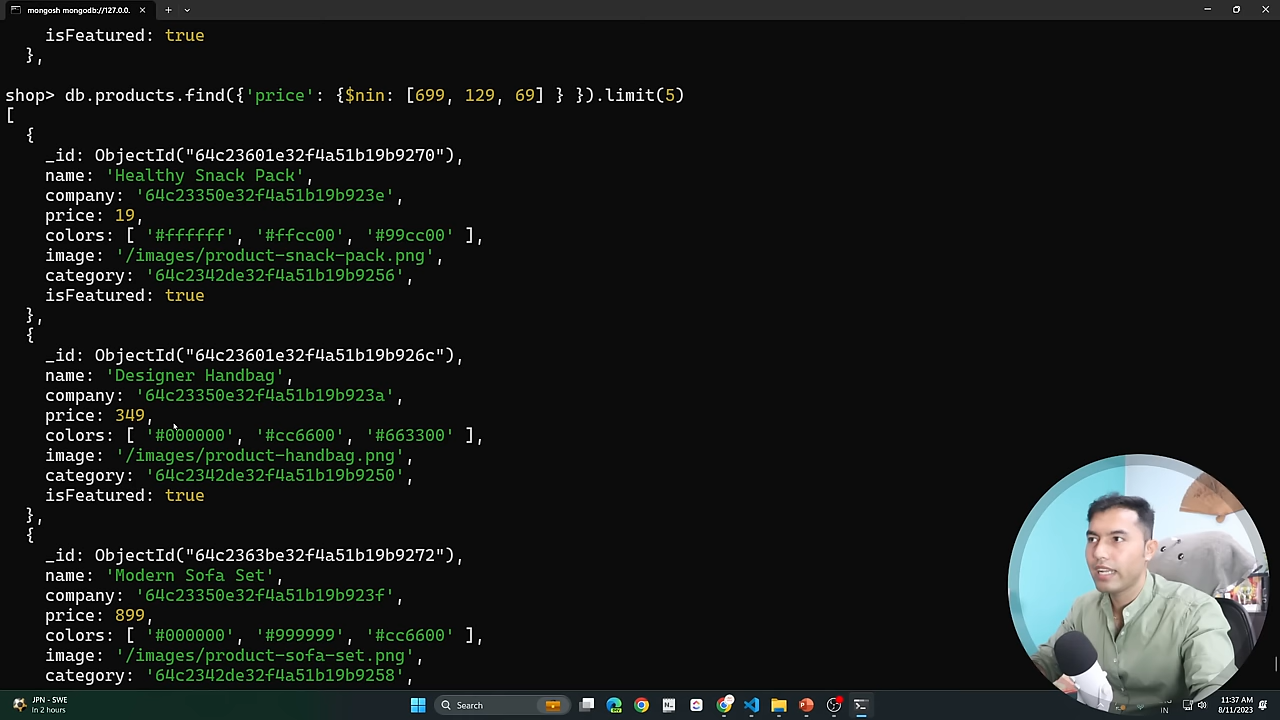 mongosh mongodb://127.0.0.
isFeatured: true
},
shop> db.products.find({'price': {$nin: [699, 129, 69] } }).limit(5)
[
{
_id: ObjectId("64c23601e32f4a51b19b9270"),
name: 'Healthy Snack Pack',
company: '64c23350e32f4a51b19b923e',
price: 19,
colors: [ '#ffffff', '#ffcc00', '#99cc00' ],
image: '/images/product-snack-pack.png',
category: '64c2342de32f4a51b19b9256',
isFeatured: true
},
{
_id: ObjectId("64c23601e32f4a51b19b926c"),
name: 'Designer Handbag',
company: '64c23350e32f4a51b19b923a',
price: 349,
colors: [ '#000000', '#cc6600', '#663300' ],
image: '/images/product-handbag.png',
category: '64c2342de32f4a51b19b9250',
isFeatured: true
},
{
_id: ObjectId("64c2363be32f4a51b19b9272"),
name: 'Modern Sofa Set',
company: '64c23350e32f4a51b19b923f',
price: 899,
colors: [ '#000000', '#999999', '#cc6600' ],
image: '/images/product-sofa-set.png',
category: '64c2342de32f4a51b19b9258',
JPN - SWE
In 2 hours
Search
IN
11:37 AM
8/11/2023